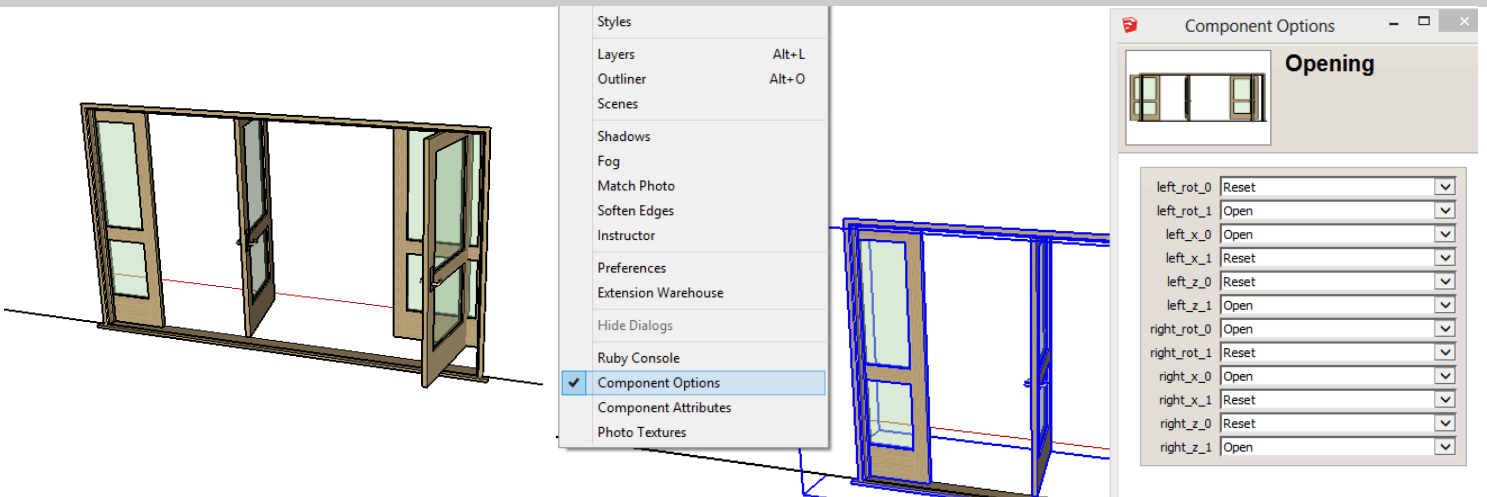 Styles
Layers Alt+L
Outliner Alt+O
Scenes
Shadows
Fog
Match Photo
Soften Edges
Instructor
Preferences
Extension Warehouse
Hide Dialogs
Ruby Console
Component Options
Component Attributes
Photo Textures
Component Options
Opening
left_rot_0 Reset
left_rot_1 Open
left_x_0 Open
left_x_1 Reset
left_z_0 Reset
left_z_1 Open
right_rot_0 Open
right_rot_1 Reset
right_x_0 Open
right_x_1 Reset
right_z_0 Reset
right_z_1 Open